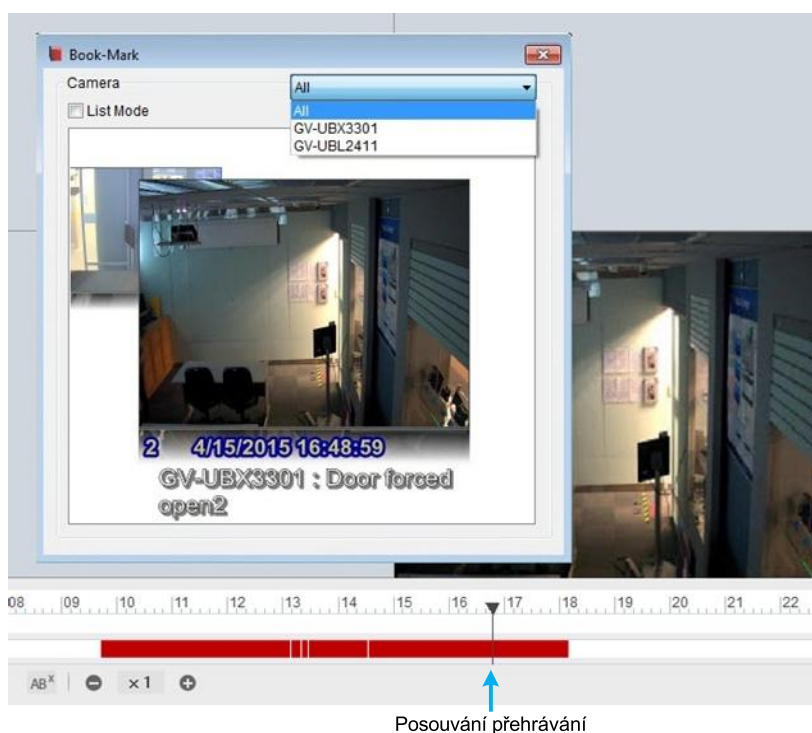 Book-Mark
Camera
All
List Mode
All
GV-UBX3301
GV-UBL2411
2 4/15/2015 16:48:59
GV-UBX3301 : Door forced
open2
08 09 10 11 12 13 14 15 16 17 18 19 20 21 22
ABX
x 1
Posouvání přehrávání